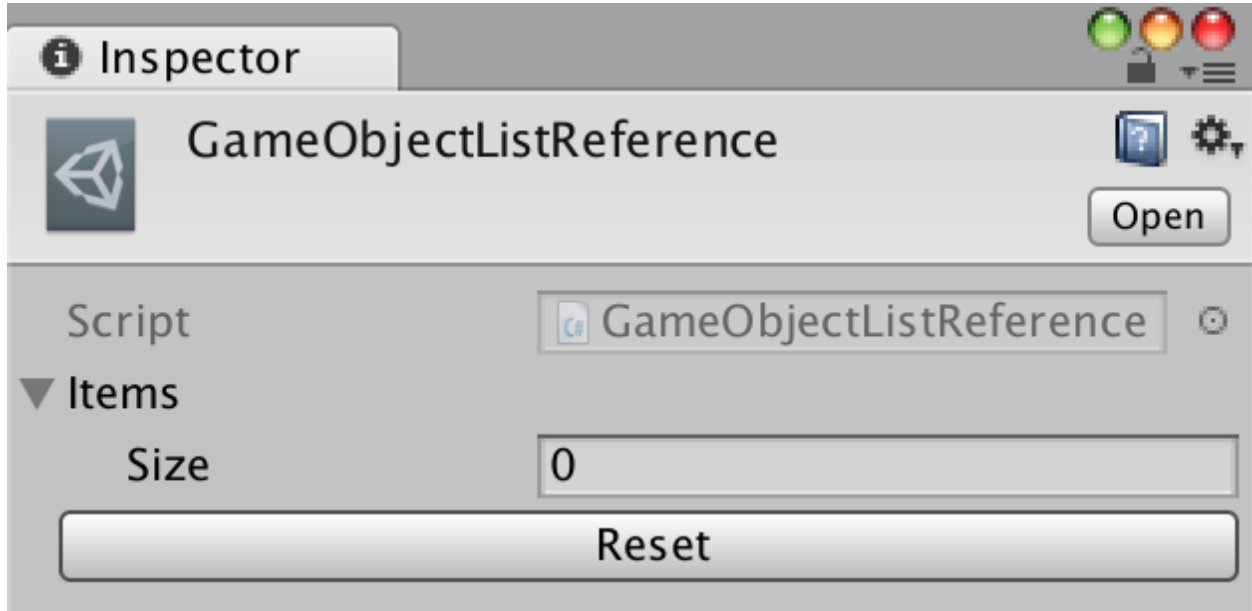 Inspector
GameObjectListReference
Open
Script GameObjectListReference
Items
Size 0
Reset